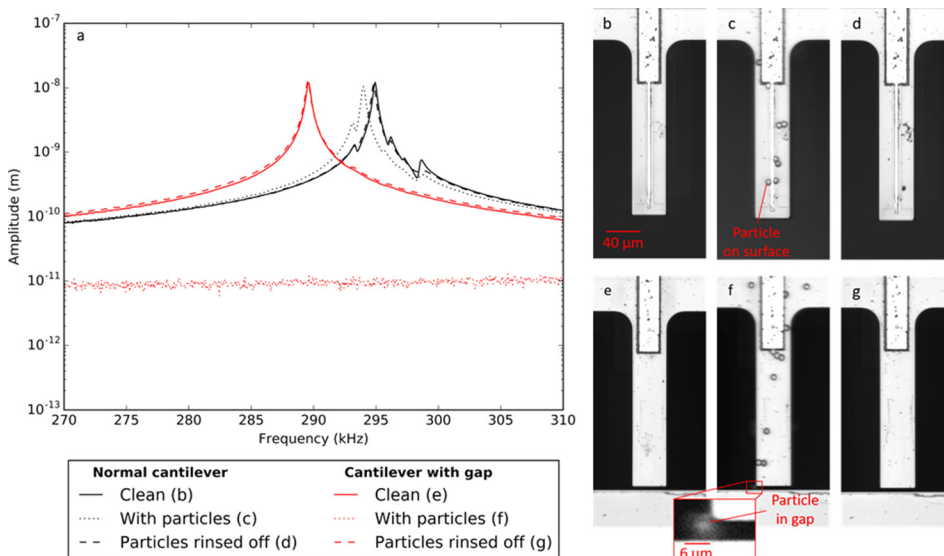 a
10⁻⁷
10⁻⁸
10⁻⁹
10⁻¹⁰
10⁻¹¹
10⁻¹²
10⁻¹³
Amplitude (m)
270 275 280 285 290 295 300 305 310
Frequency (kHz)
Normal cantilever
Clean (b)
With particles (c)
Particles rinsed off (d)
Cantilever with gap
Clean (e)
With particles (f)
Particles rinsed off (g)
b
40 µm
c
Particle
on surface
d
e
f
Particle
in gap
6 µm
g